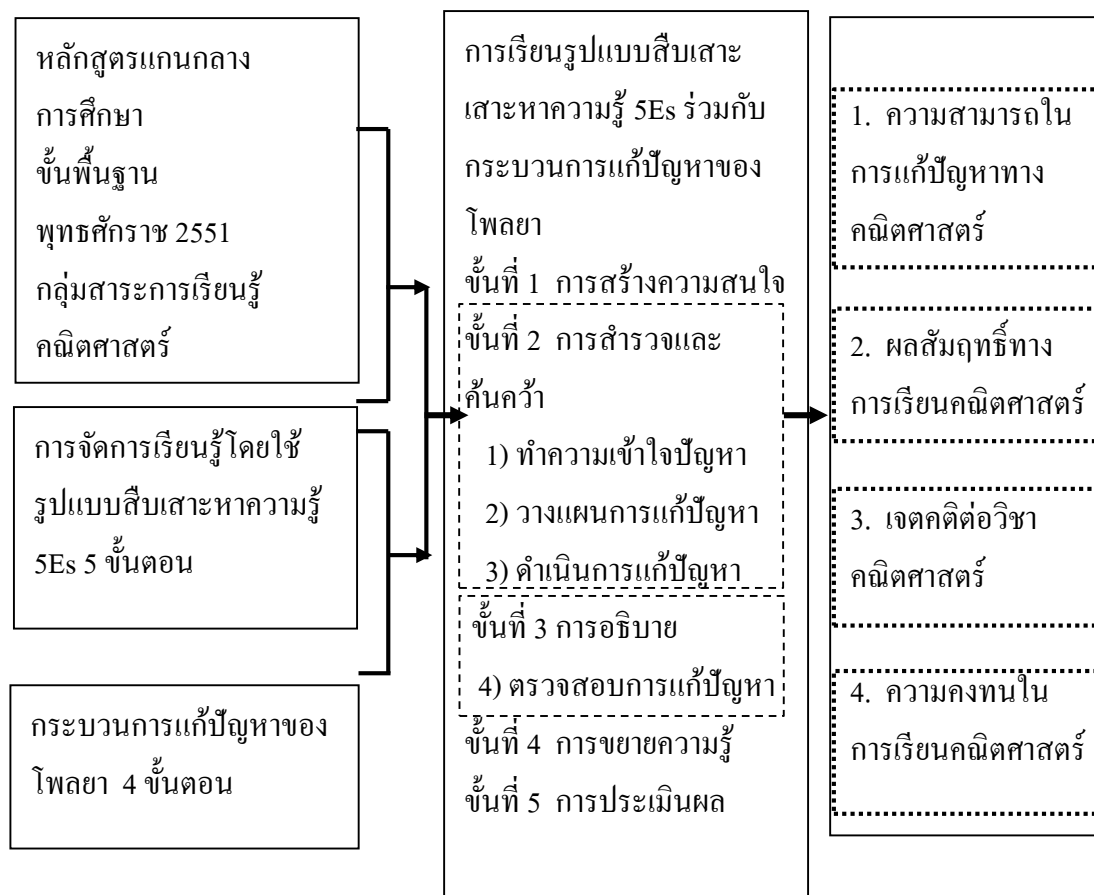 หลักสูตรแกนกลาง
การศึกษา
ขั้นพื้นฐาน
พุทธศักราช 2551
กลุ่มสาระการเรียนรู้
คณิตศาสตร์
การจัดการเรียนรู้โดยใช้
รูปแบบสืบเสาะหาความรู้
5Es 5 ขั้นตอน
กระบวนการแก้ปัญหาของ
โพลยา 4 ขั้นตอน
การเรียนรูปแบบสืบเสาะ
เสาะหาความรู้ 5Es ร่วมกับ
กระบวนการแก้ปัญหาของ
โพลยา
ขั้นที่ 1 การสร้างความสนใจ
ขั้นที่ 2 การสำรวจและ
ค้นคว้า
1) ทำความเข้าใจปัญหา
2) วางแผนการแก้ปัญหา
3) ดำเนินการแก้ปัญหา
ขั้นที่ 3 การอธิบาย
4) ตรวจสอบการแก้ปัญหา
ขั้นที่ 4 การขยายความรู้
ขั้นที่ 5 การประเมินผล
1. ความสามารถใน
การแก้ปัญหาทาง
คณิตศาสตร์
2. ผลสัมฤทธิ์ทาง
การเรียนคณิตศาสตร์
3. เจตคติต่อวิชา
คณิตศาสตร์
4. ความคงทนใน
การเรียนคณิตศาสตร์